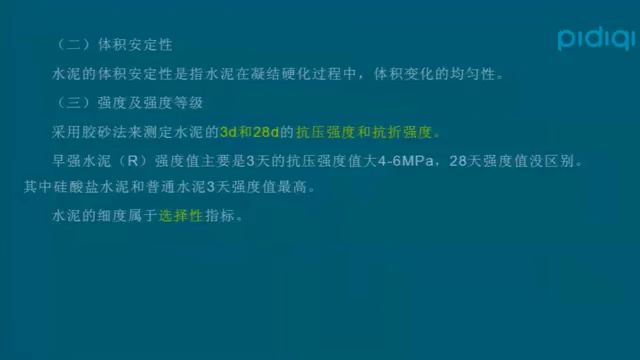 pidiqi
（二）体积安定性
水泥的体积安定性是指水泥在凝结硬化过程中，体积变化的均匀性。
（三）强度及强度等级
采用胶砂法来测定水泥的3d和28d的抗压强度和抗折强度。
早强水泥（R）强度值主要是3天的抗压强度值大4-6MPa，28天强度值没区别。
其中硅酸盐水泥和普通水泥3天强度值最高。
水泥的细度属于选择性指标。